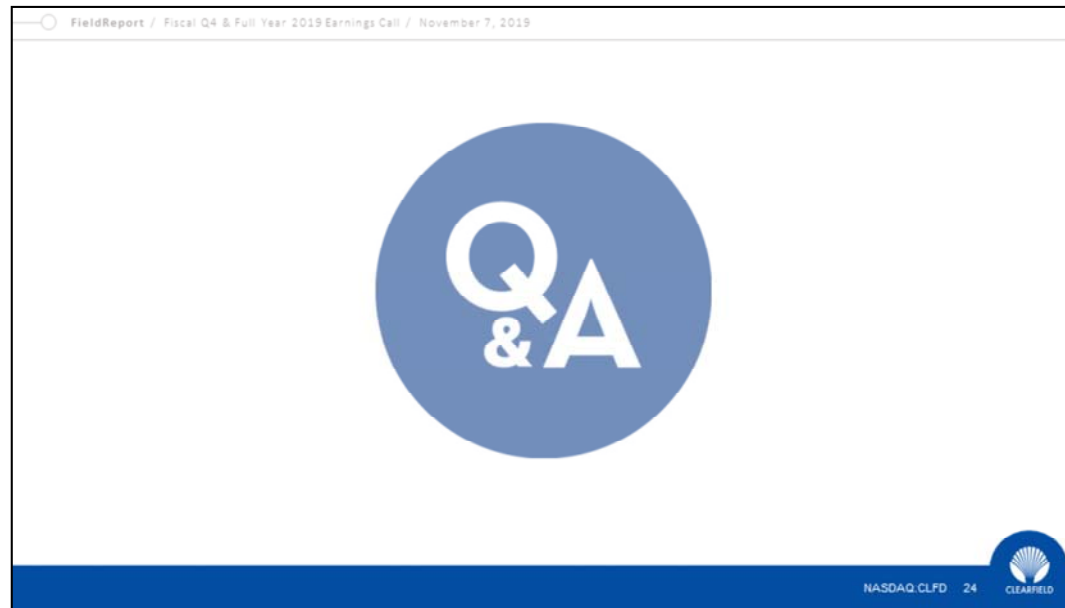 FieldReport / Fiscal Q4 & Full Year 2019 Earnings Call / November 7, 2019
Q
&A
NASDAQ:CLFD 24
CLEARFIELD